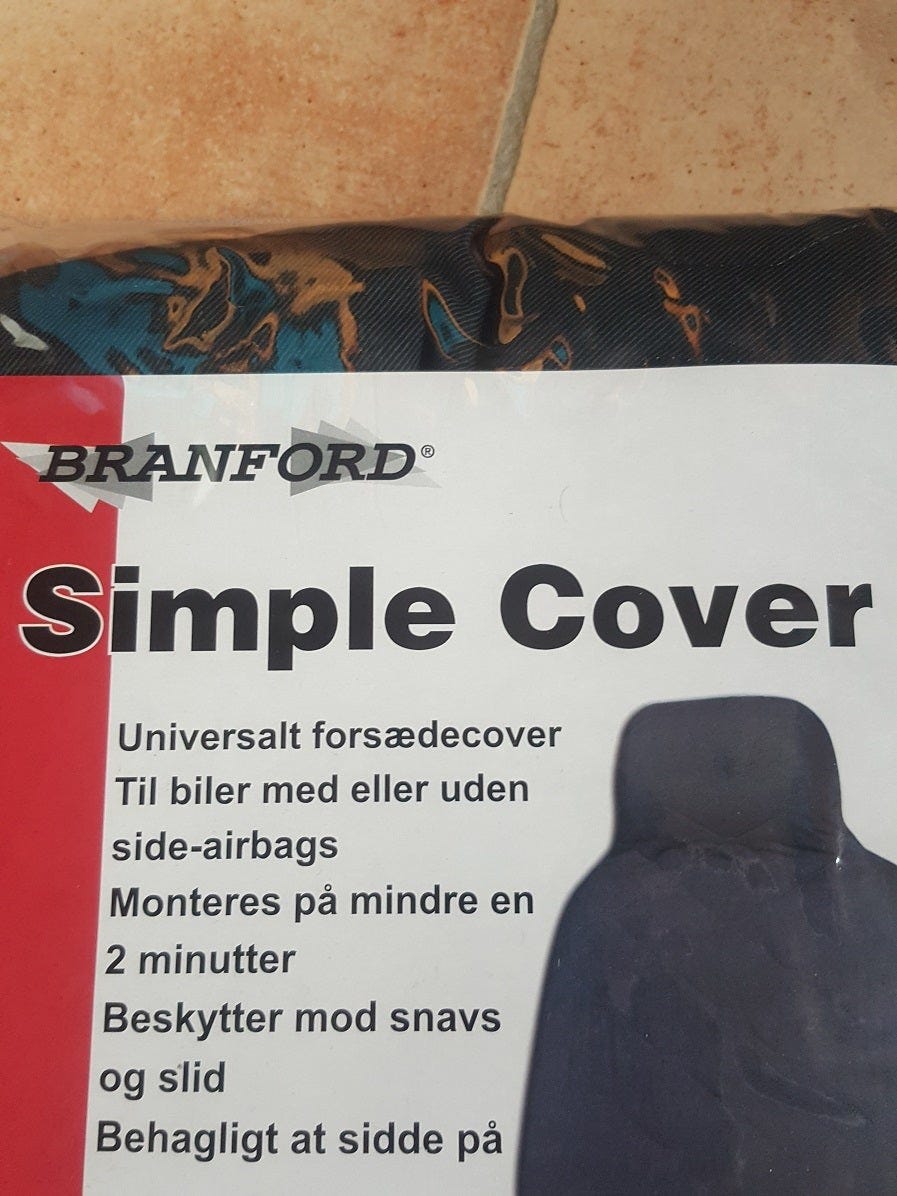 BRANFORD®
Simple Cover
Universalt forsædecover
Til biler med eller uden
side-airbags
Monteres på mindre en
2 minutter
Beskytter mod snavs
og slid
Behagligt at sidde på